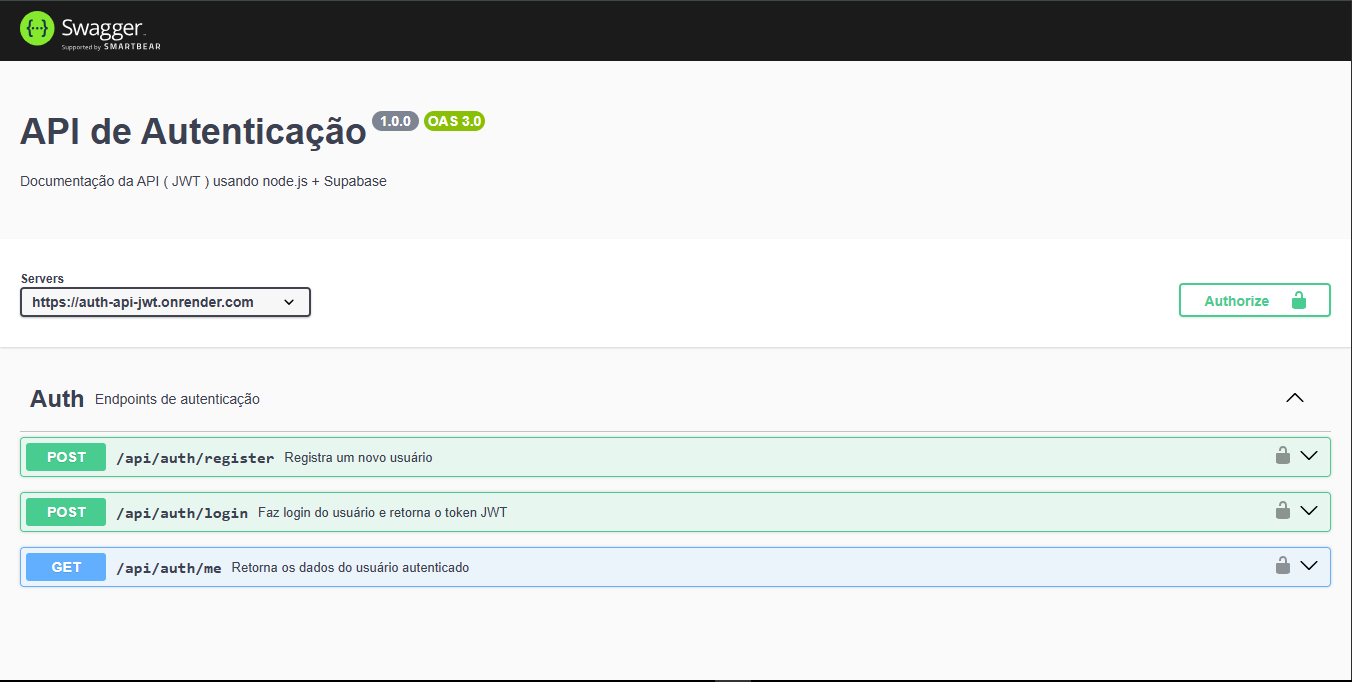 {···} Swagger
Supported by SMARTBEAR
API de Autenticação 1.0.0 OAS 3.0
Documentação da API ( JWT ) usando node.js + Supabase
Servers
https://auth-api-jwt.onrender.com
Authorize
Auth Endpoints de autenticação
POST /api/auth/register Registra um novo usuário
POST /api/auth/login Faz login do usuário e retorna o token JWT
GET /api/auth/me Retorna os dados do usuário autenticado